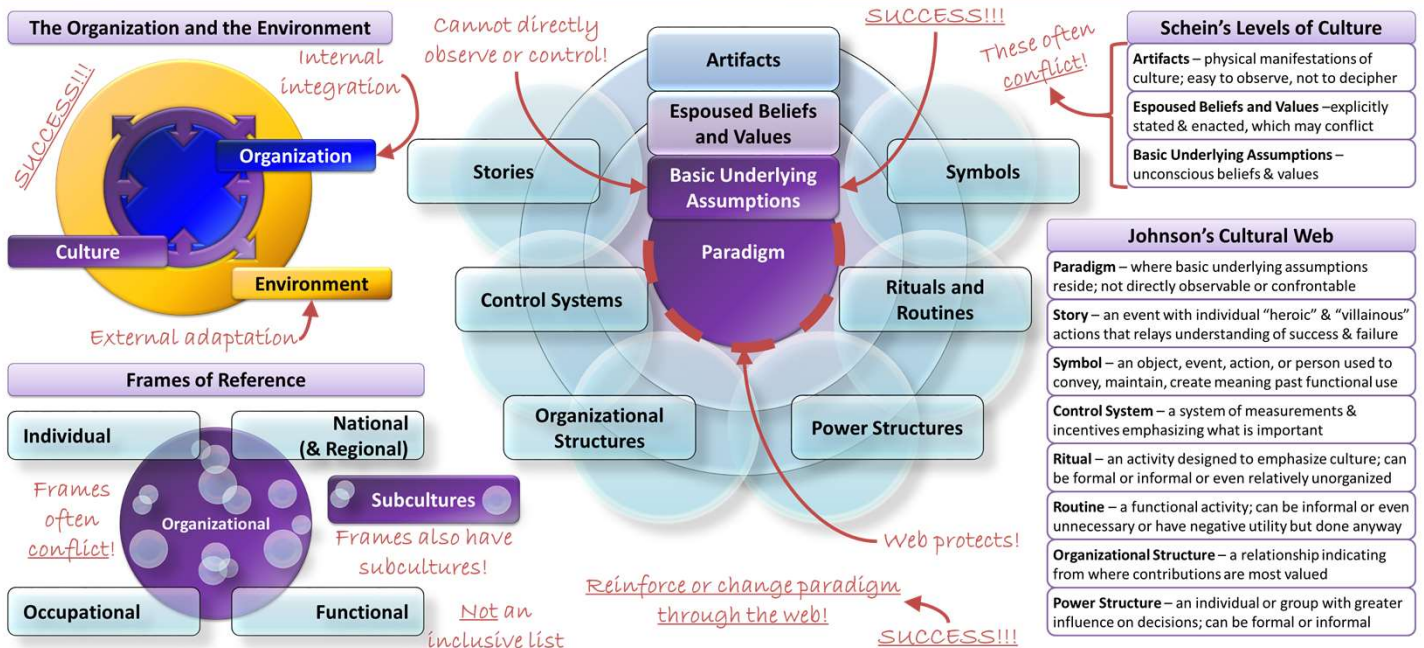 The Organization and the Environment
SUCCESS!!!
Internal
integration
Organization
Culture
Environment
External adaptation
Frames of Reference
Individual
National
(& Regional)
Frames
often
conflict!
Organizational
Subcultures
Frames also have
subcultures!
Occupational
Functional
Not an
inclusive list
Cannot directly
observe or control!
SUCCESS!!!
Artifacts
Espoused Beliefs
and Values
Basic Underlying
Assumptions
Paradigm
Stories
Symbols
Control Systems
Rituals and
Routines
Organizational
Structures
Power Structures
Web protects!
Reinforce or change paradigm
through the web!
SUCCESS!!!
These often
conflict!
Schein's Levels of Culture
Artifacts – physical manifestations of
culture; easy to observe, not to decipher
Espoused Beliefs and Values –explicitly
stated & enacted, which may conflict
Basic Underlying Assumptions –
unconscious beliefs & values
Johnson's Cultural Web
Paradigm – where basic underlying assumptions
reside; not directly observable or confrontable
Story – an event with individual "heroic" & "villainous"
actions that relays understanding of success & failure
Symbol – an object, event, action, or person used to
convey, maintain, create meaning past functional use
Control System – a system of measurements &
incentives emphasizing what is important
Ritual – an activity designed to emphasize culture; can
be formal or informal or even relatively unorganized
Routine – a functional activity; can be informal or even
unnecessary or have negative utility but done anyway
Organizational Structure – a relationship indicating
from where contributions are most valued
Power Structure – an individual or group with greater
influence on decisions; can be formal or informal